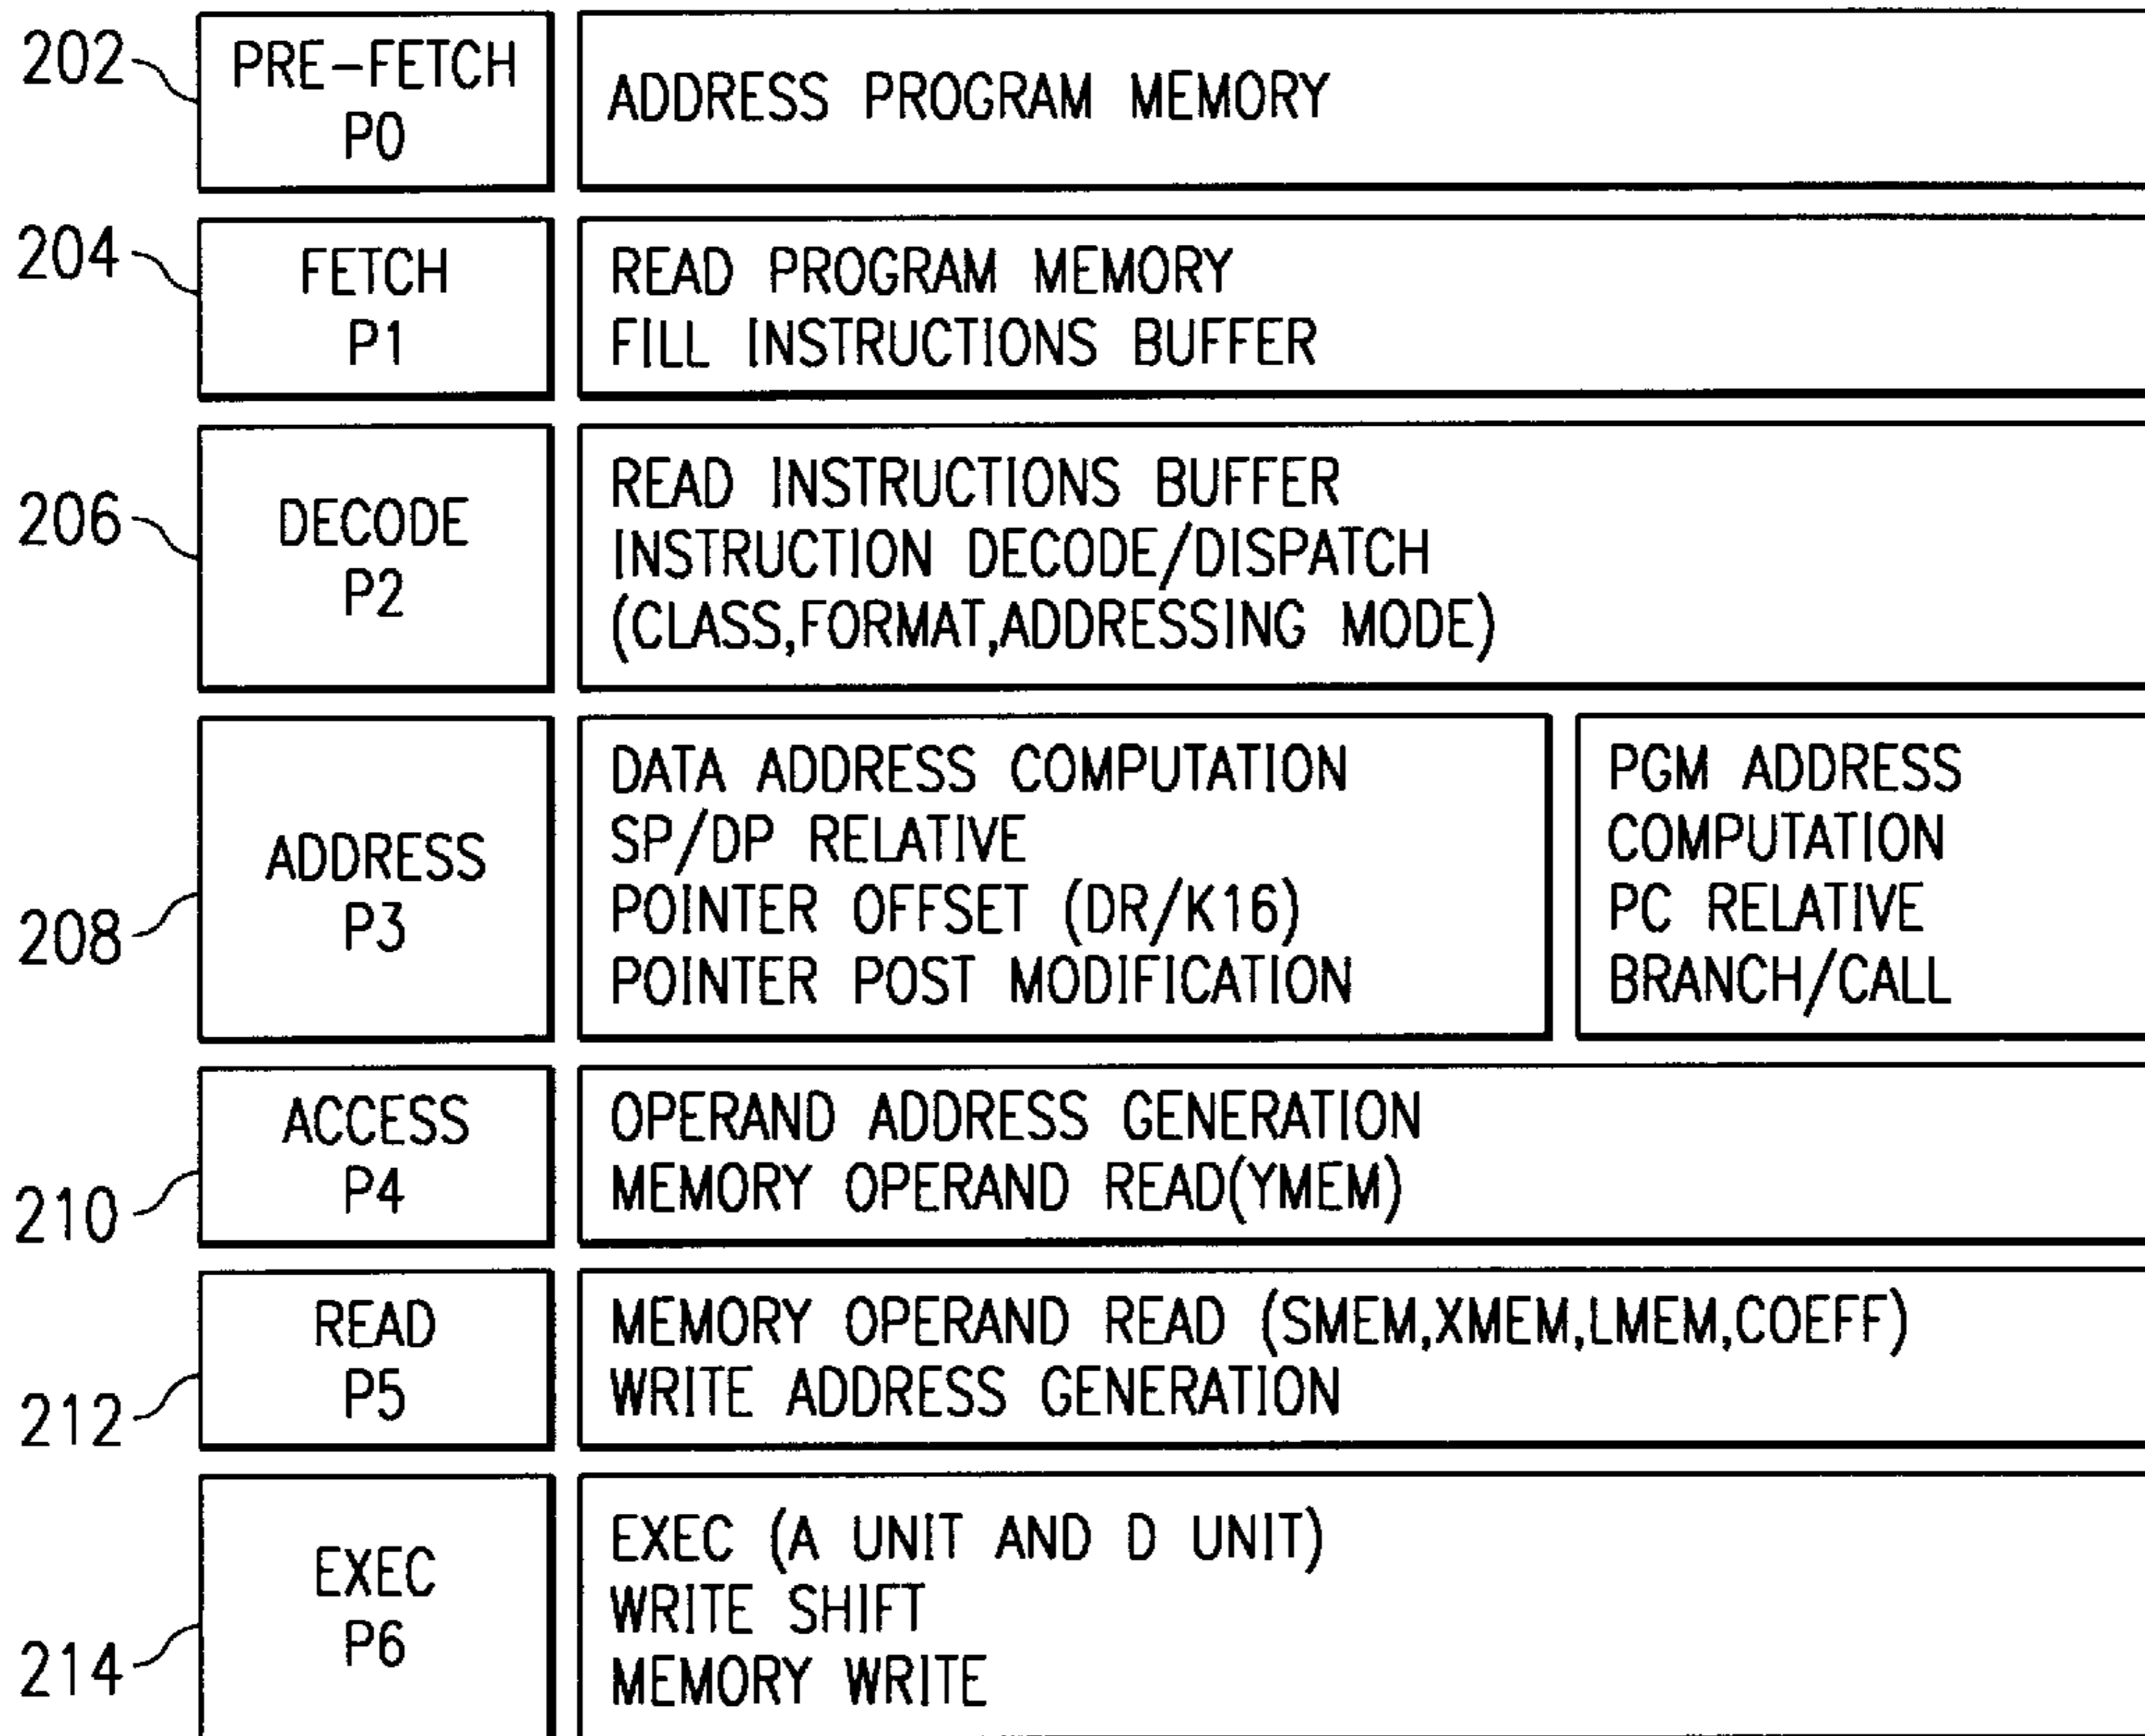 202
PRE-FETCH
P0
ADDRESS PROGRAM MEMORY
204
FETCH
P1
READ PROGRAM MEMORY
FILL INSTRUCTIONS BUFFER
206
DECODE
P2
READ INSTRUCTIONS BUFFER
INSTRUCTION DECODE/DISPATCH
(CLASS,FORMAT,ADDRESSING MODE)
208
ADDRESS
P3
DATA ADDRESS COMPUTATION
SP/DP RELATIVE
POINTER OFFSET (DR/K16)
POINTER POST MODIFICATION
PGM ADDRESS
COMPUTATION
PC RELATIVE
BRANCH/CALL
210
ACCESS
P4
OPERAND ADDRESS GENERATION
MEMORY OPERAND READ(YMEM)
212
READ
P5
MEMORY OPERAND READ (SMEM,XMEM,LMEM,COEFF)
WRITE ADDRESS GENERATION
214
EXEC
P6
EXEC (A UNIT AND D UNIT)
WRITE SHIFT
MEMORY WRITE